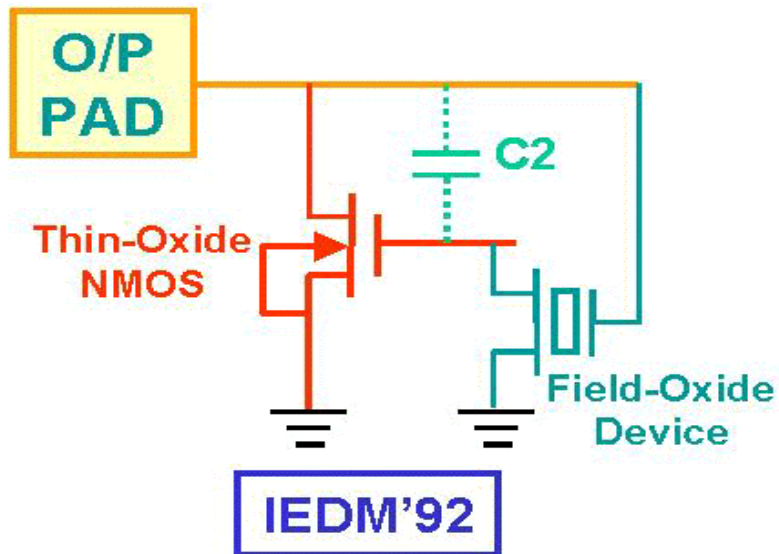 O/P
PAD
C2
Thin-Oxide
NMOS
Field-Oxide
Device
IEDM’92